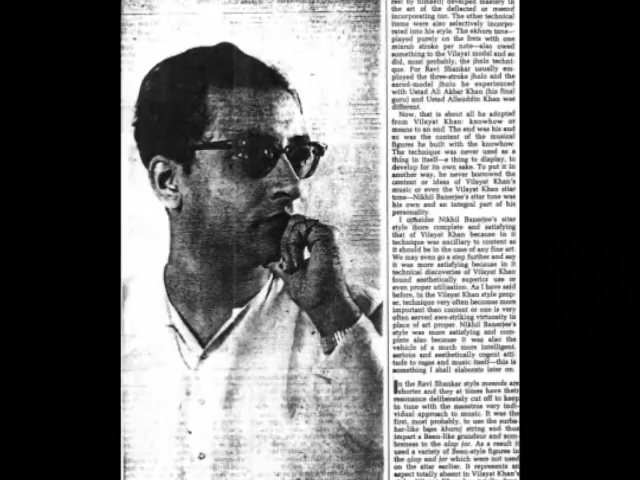 est by himself) developed mastery in
the art of the deflected or meend
incorporating tan. The other technical
items were also selectively incorpo-
rated into his style. The ekhara tans—
played purely on the frets with one
mizrab stroke per note—also owed
something to the Vilayat model and so
did, most probably, the jhala techni-
que. For Ravi Shankar usually em-
ployed the three-stroke jhala and the
sarod-model jhala he experienced
with Ustad Ali Akbar Khan (his final
guru) and Ustad Allauddin Khan was
different.
Now, that is about all he adopted
from Vilayat Khan: knowhow or
means to an end. The end was his and
so was the content of the musical
figures he built with the knowhow.
The technique was never used as a
thing in itself—a thing to display, to
develop for its own sake. To put it in
another way, he never borrowed the
content or ideas of Vilayat Khan's
music or even the Vilayat Khan sitar
tone—Nikhil Banerjee's sitar tone was
his own and an integral part of his
personality.
I consider Nikhil Banerjee's sitar
style more complete and satisfying
that of Vilayat Khan because in it
technique was ancillary to content as
it should be in the case of any fine art.
We may even go a step further and say
it was more satisfying because in it
technical discoveries of Vilayat Khan
found aesthetically superior use or
even proper utilisation. As I have said
before, in the Vilayat Khan style prop-
er, technique very often becomes more
important than content or one is very
often served awe-striking virtuosity in
place of art proper. Nikhil Banerjee's
style was more satisfying and com-
plete also because it was also the
vehicle of a much more intelligent,
serious and aesthetically cogent atti-
tude to ragas and music itself—this is
something I shall elaborate later on.
In the Ravi Shankar style meends are
shorter and they at times have their
resonance deliberately cut off to keep
in tune with the maestros very indi-
vidual approach to music. It was the
first, most probably, to use the surba-
har-like bass kharaj string and thus
impart a Been-like grandeur and som-
breness to the alap jor. As a result it
used a variety of Been-style figures in
the alap and jor which were not used
on the sitar earlier. It represents an
aspect totally absent in Vilayat Khan's